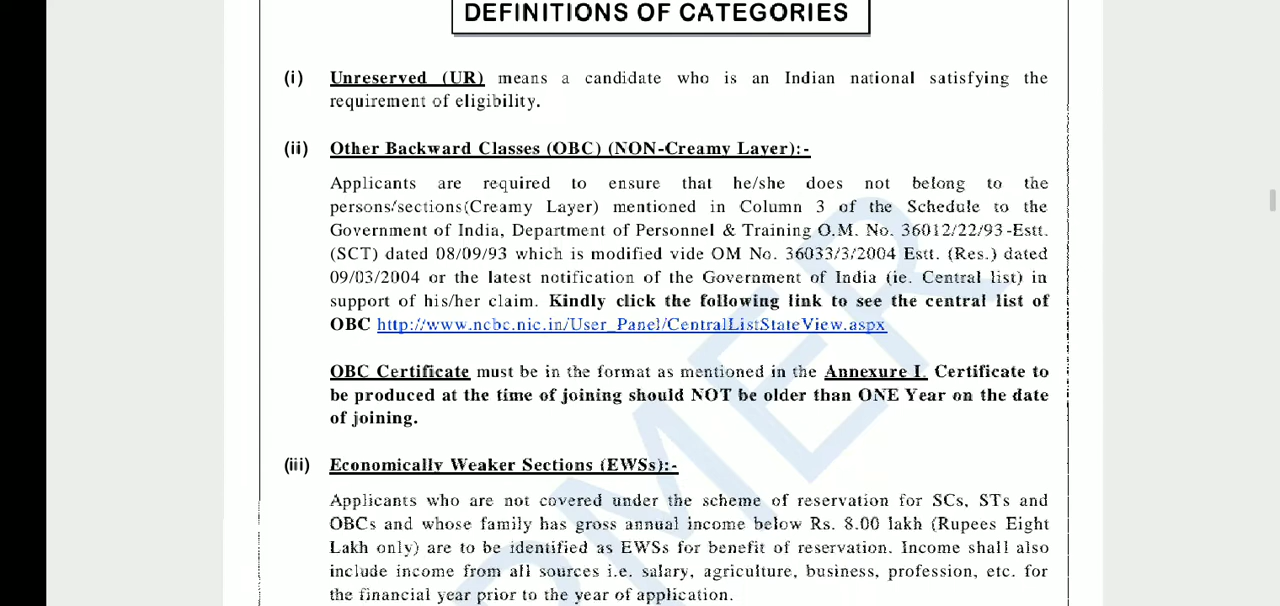 DEFINITIONS OF CATEGORIES
(i) Unreserved (UR) means a candidate who is an Indian national satisfying the
requirement of eligibility.
(ii) Other Backward Classes (OBC) (NON-Creamy Layer):-
Applicants are required to ensure that he/she does not belong to the
persons/sections(Creamy Layer) mentioned in Column 3 of the Schedule to the
Government of India, Department of Personnel & Training O.M. No. 36012/22/93-Estt.
(SCT) dated 08/09/93 which is modified vide OM No. 36033/3/2004 Estt. (Res.) dated
09/03/2004 or the latest notification of the Government of India (ie. Central list) in
support of his/her claim. Kindly click the following link to see the central list of
OBC http://www.ncbc.nic.in/User_Panel/CentralListStateView.aspx
OBC Certificate must be in the format as mentioned in the Annexure I. Certificate to
be produced at the time of joining should NOT be older than ONE Year on the date
of joining.
(iii) Economically Weaker Sections (EWSs):-
Applicants who are not covered under the scheme of reservation for SCs, STs and
OBCs and whose family has gross annual income below Rs. 8.00 lakh (Rupees Eight
Lakh only) are to be identified as EWSs for benefit of reservation. Income shall also
include income from all sources i.e. salary, agriculture, business, profession, etc. for
the financial year prior to the year of application.